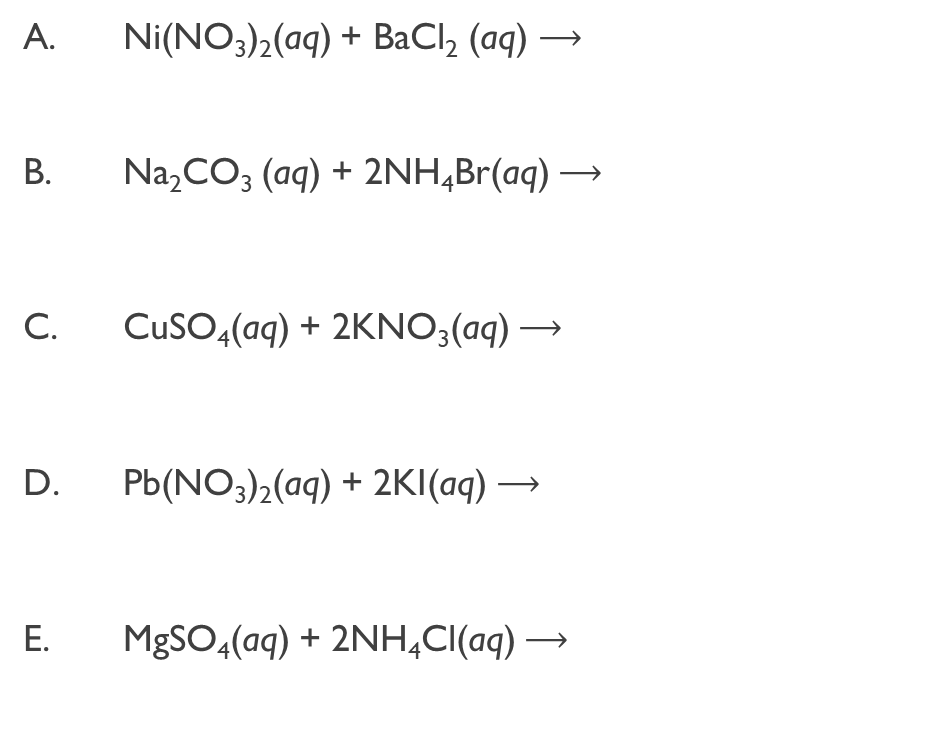 A. Ni(NO₃)₂(aq) + BaCl₂ (aq) ⟶
B. Na₂CO₃ (aq) + 2NH₄Br(aq) ⟶
C. CuSO₄(aq) + 2KNO₃(aq) ⟶
D. Pb(NO₃)₂(aq) + 2KI(aq) ⟶
E. MgSO₄(aq) + 2NH₄Cl(aq) ⟶